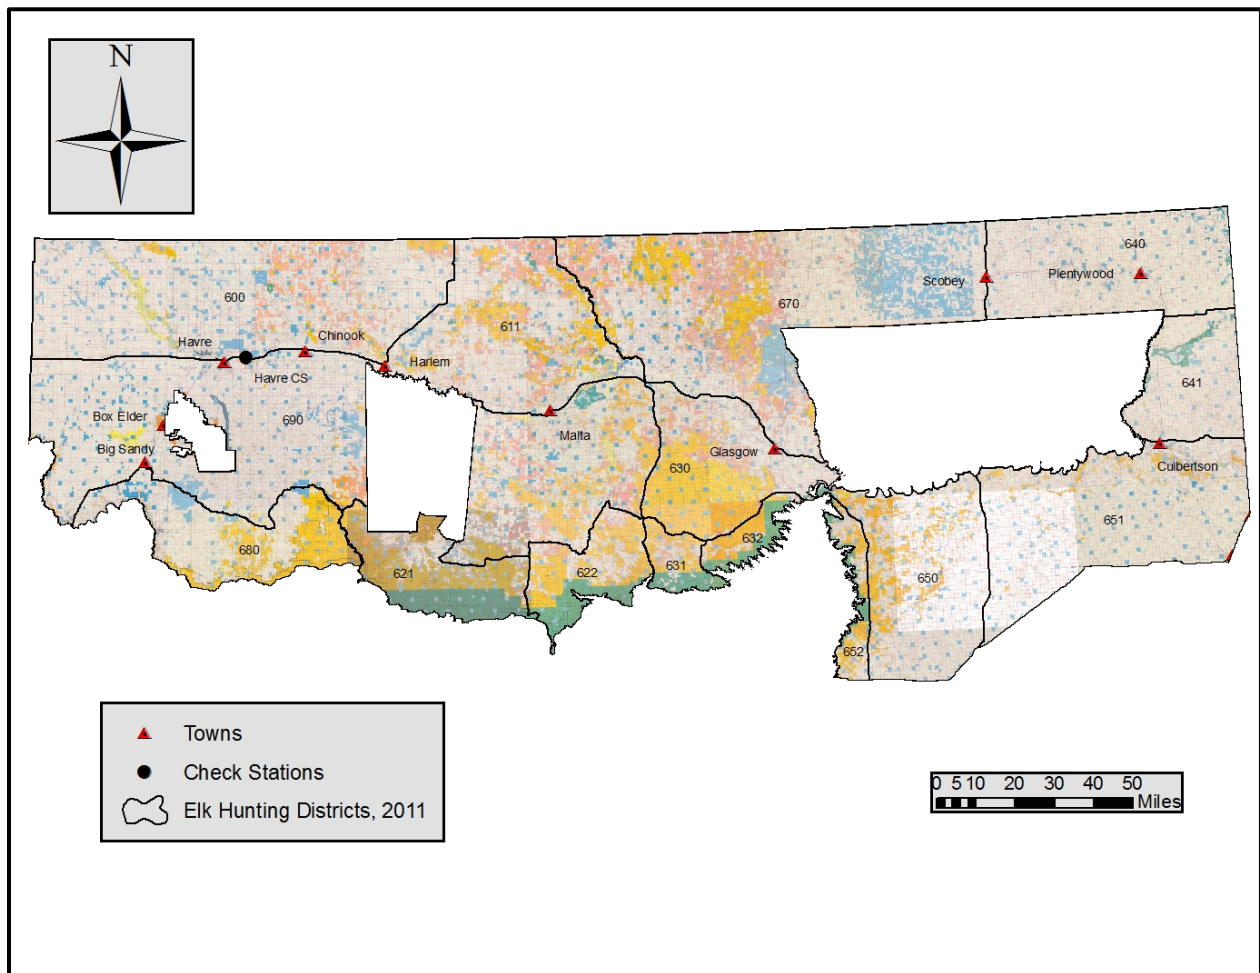 N
640
Scobey
Plentywood
600
670
611
Chinook
Havre
Harlem
Havre CS
641
Box Elder
690
Malta
Big Sandy
630
Glasgow
Culbertson
651
632
680
621
622
631
650
652
Towns
Check Stations
Elk Hunting Districts, 2011
0 5 10 20 30 40 50
Miles